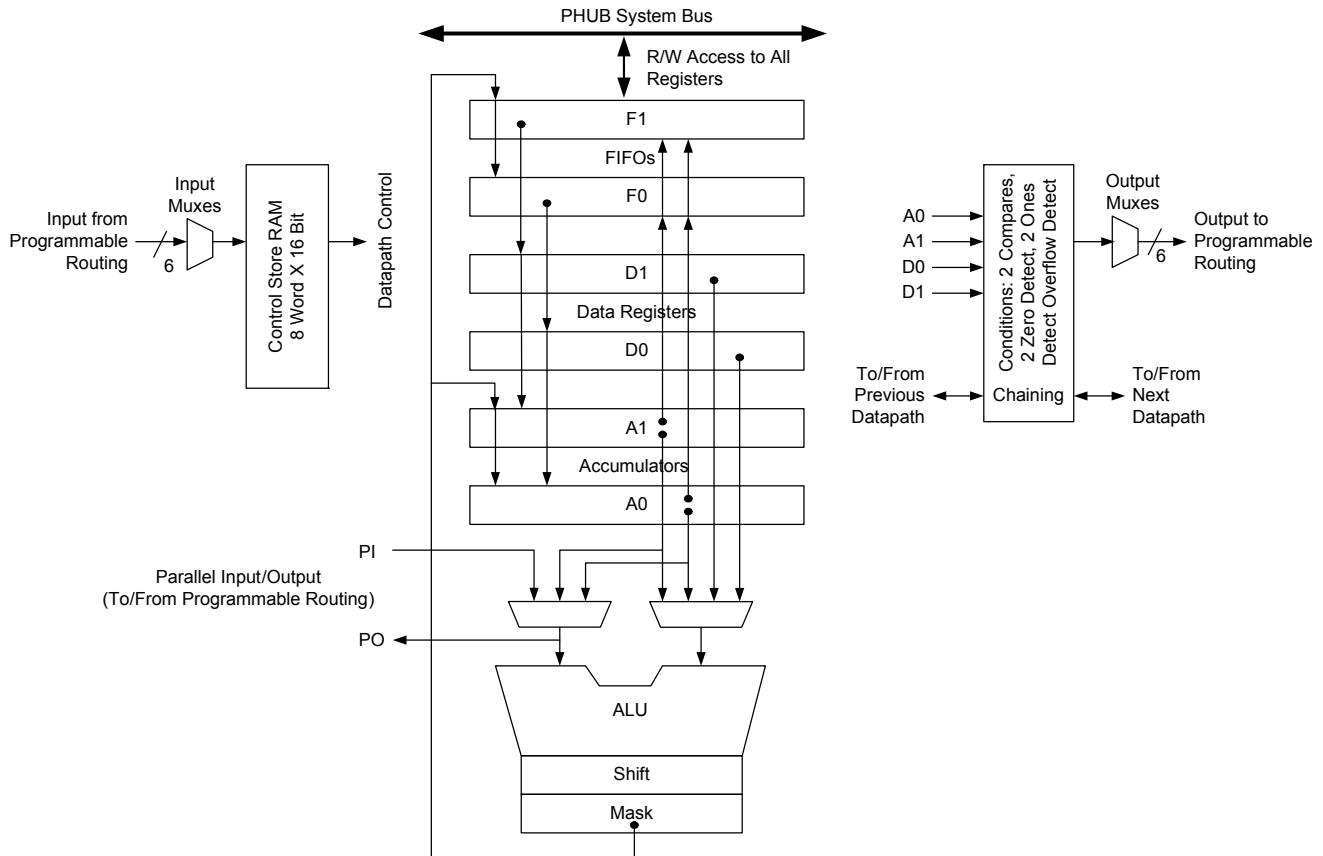 PHUB System Bus
R/W Access to All
Registers
F1
FIFOs
F0
D1
Data Registers
D0
A1
Accumulators
A0
Input from
Programmable
Routing
6
Input
Muxes
Control Store RAM
8 Word X 16 Bit
Datapath Control
A0
A1
D0
D1
Conditions: 2 Compares,
2 Zero Detect, 2 Ones
Detect Overflow Detect
Output
Muxes
6
Output to
Programmable
Routing
To/From
Previous
Datapath
Chaining
To/From
Next
Datapath
PI
Parallel Input/Output
(To/From Programmable Routing)
PO
ALU
Shift
Mask